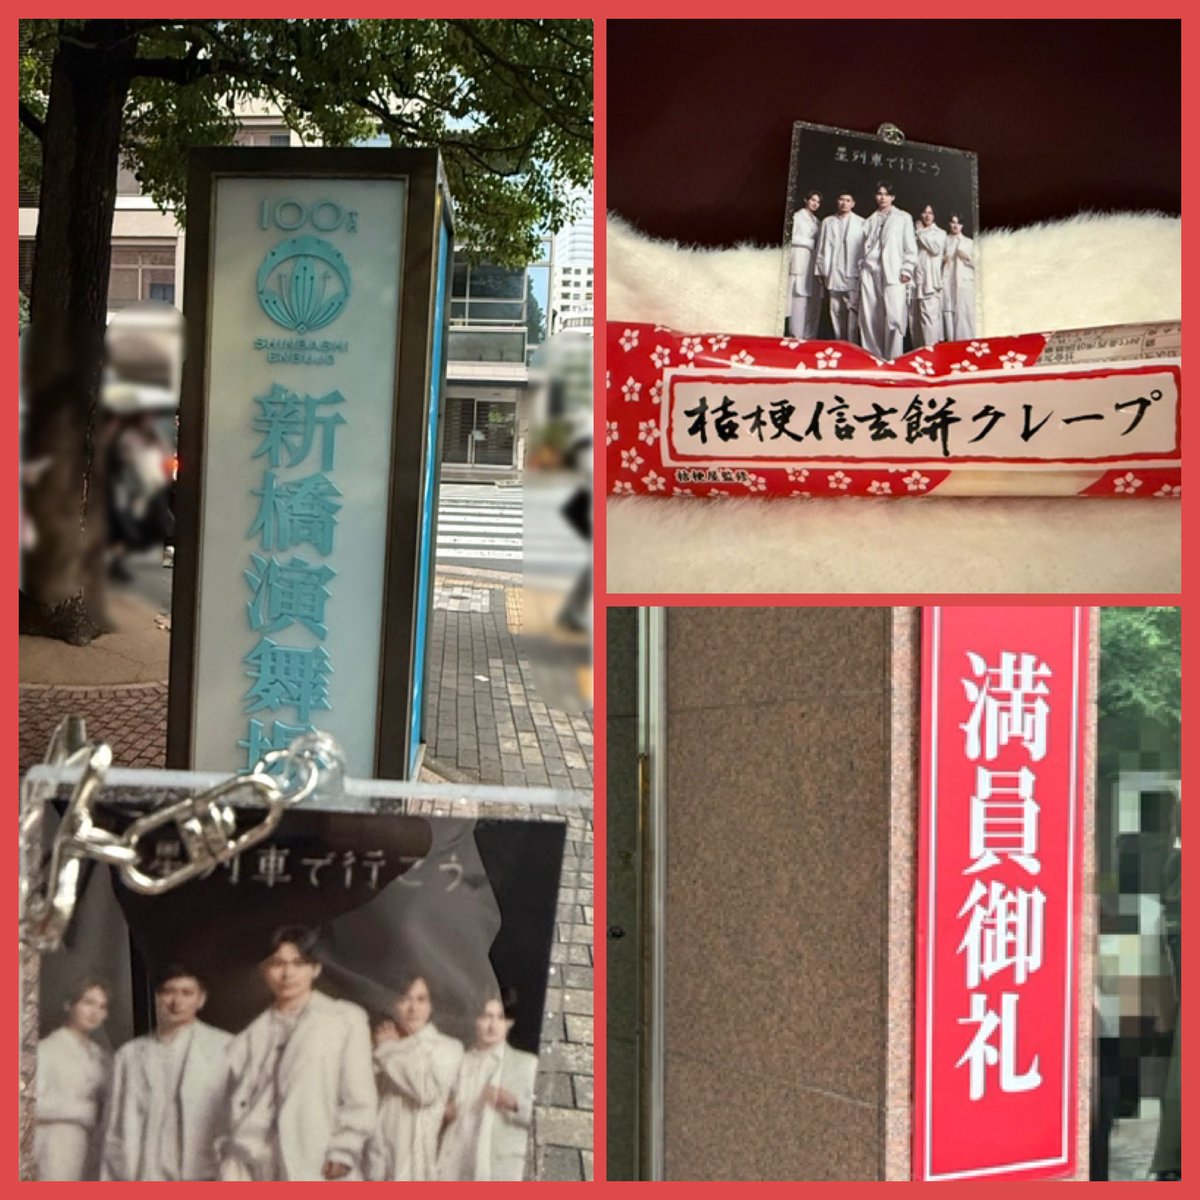 100
SHINBASHI
ENBUJO
新橋演舞場
星列車で行こう
星列車で行こう
桔梗信玄餅クレープ
桔梗屋監修
満員御礼